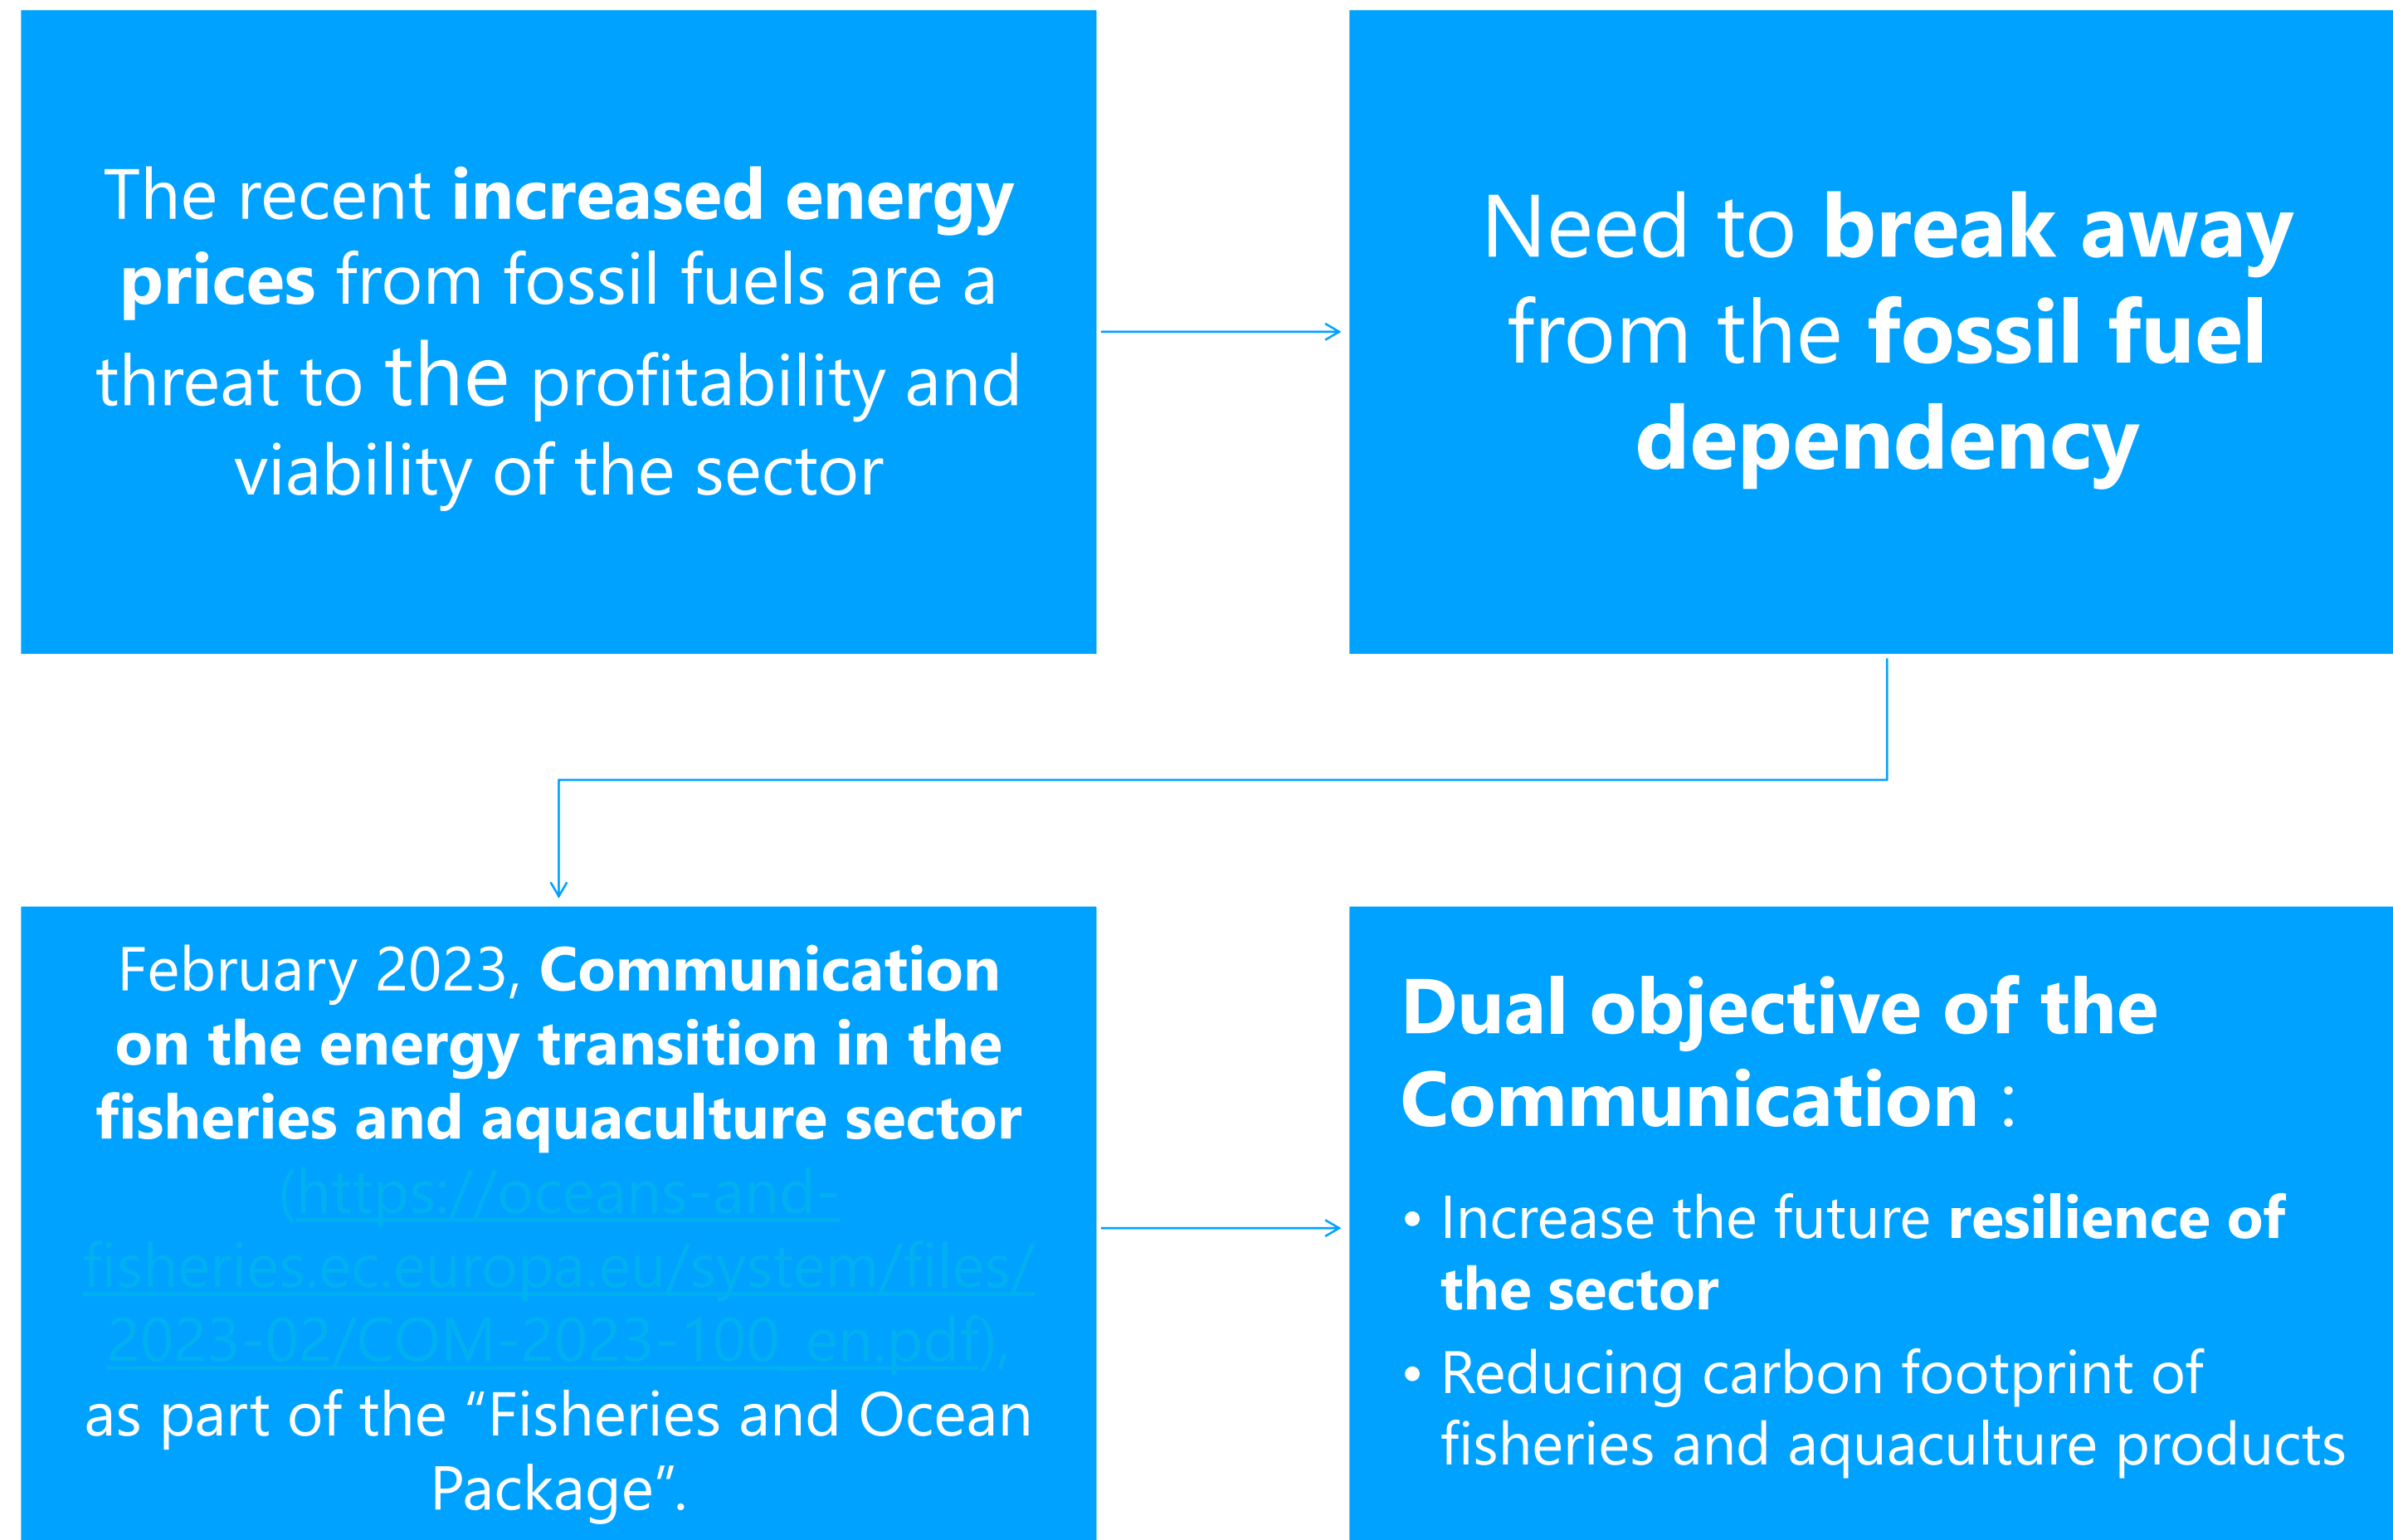 The recent increased energy
prices from fossil fuels are a
threat to the profitability and
viability of the sector
Need to break away
from the fossil fuel
dependency
February 2023, Communication
on the energy transition in the
fisheries and aquaculture sector
(https://oceans-and-
fisheries.ec.europa.eu/system/files/
2023-02/COM-2023-100_en.pdf),
as part of the “Fisheries and Ocean
Package”.
Dual objective of the
Communication :
• Increase the future resilience of
the sector
• Reducing carbon footprint of
fisheries and aquaculture products